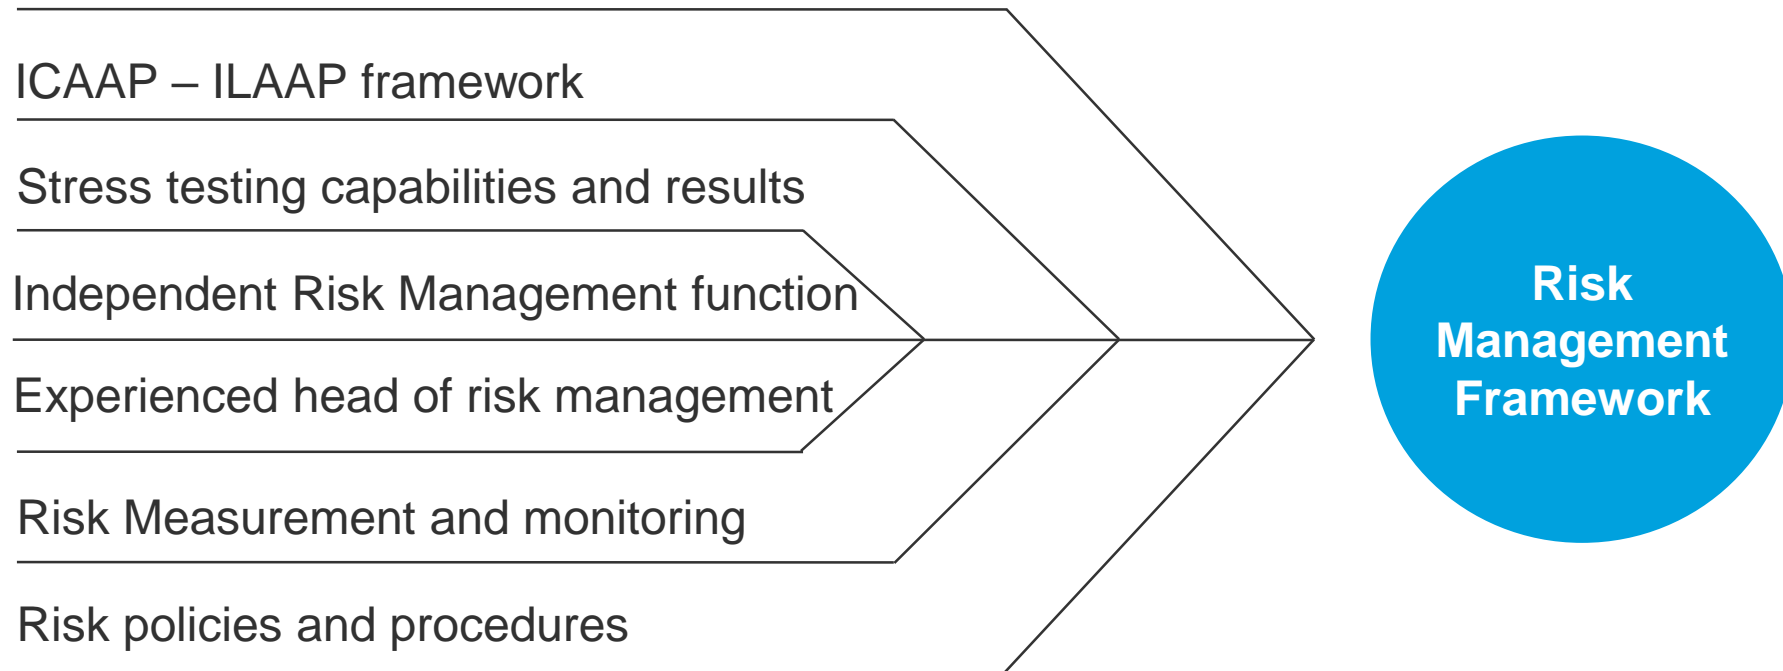 ICAAP – ILAAP framework
Stress testing capabilities and results
Independent Risk Management function
Experienced head of risk management
Risk Measurement and monitoring
Risk policies and procedures
Risk
Management
Framework